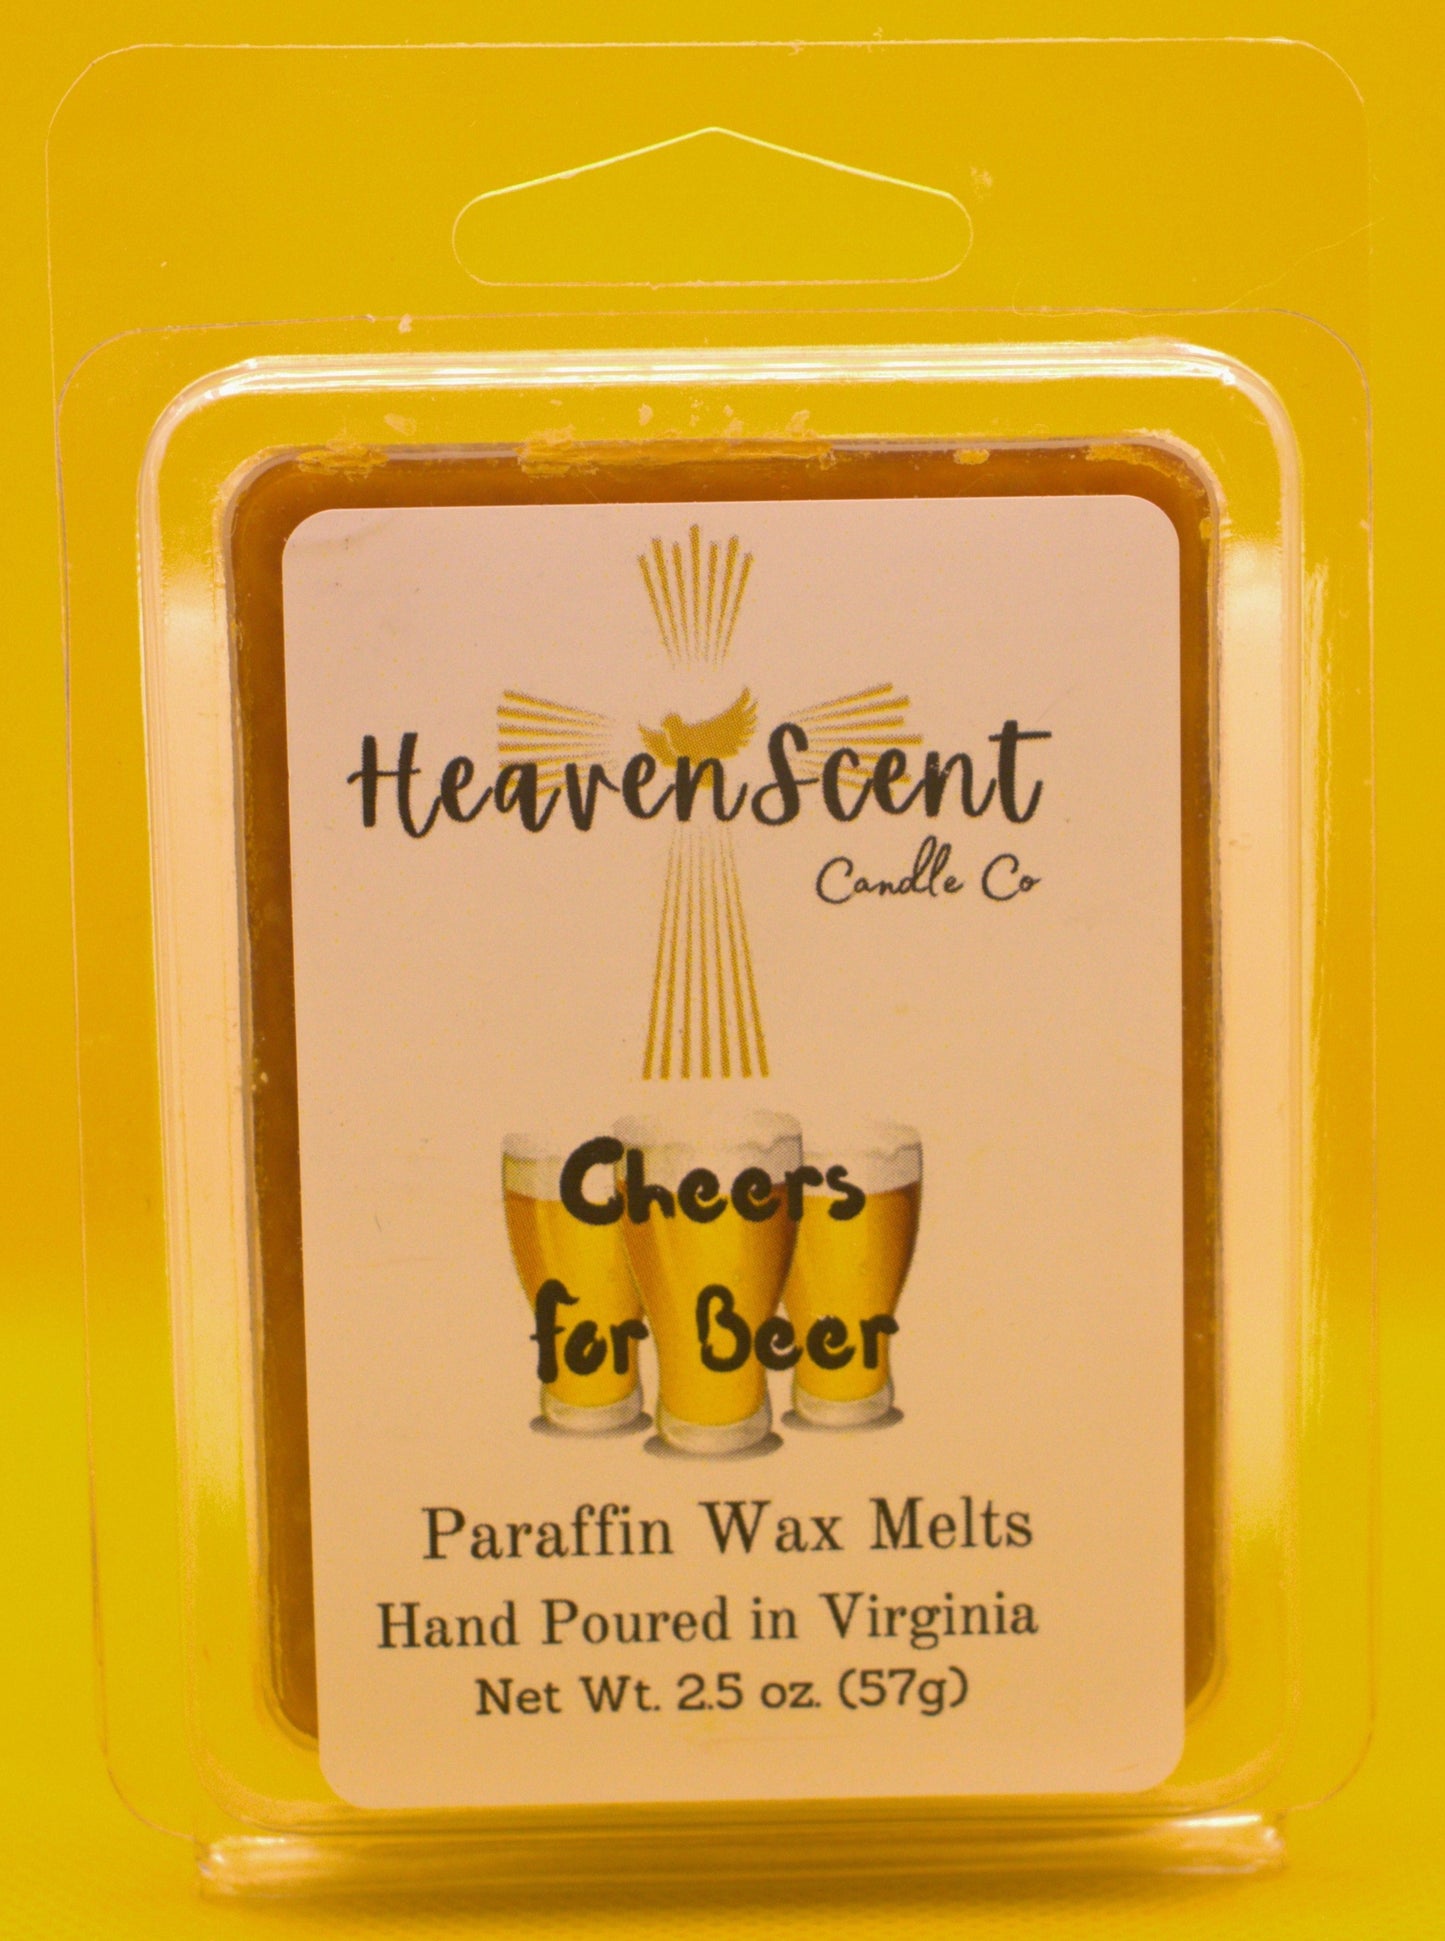 HeavenScent
Candle Co
Cheers
for Beer
Paraffin Wax Melts
Hand Poured in Virginia
Net Wt. 2.5 oz. (57g)